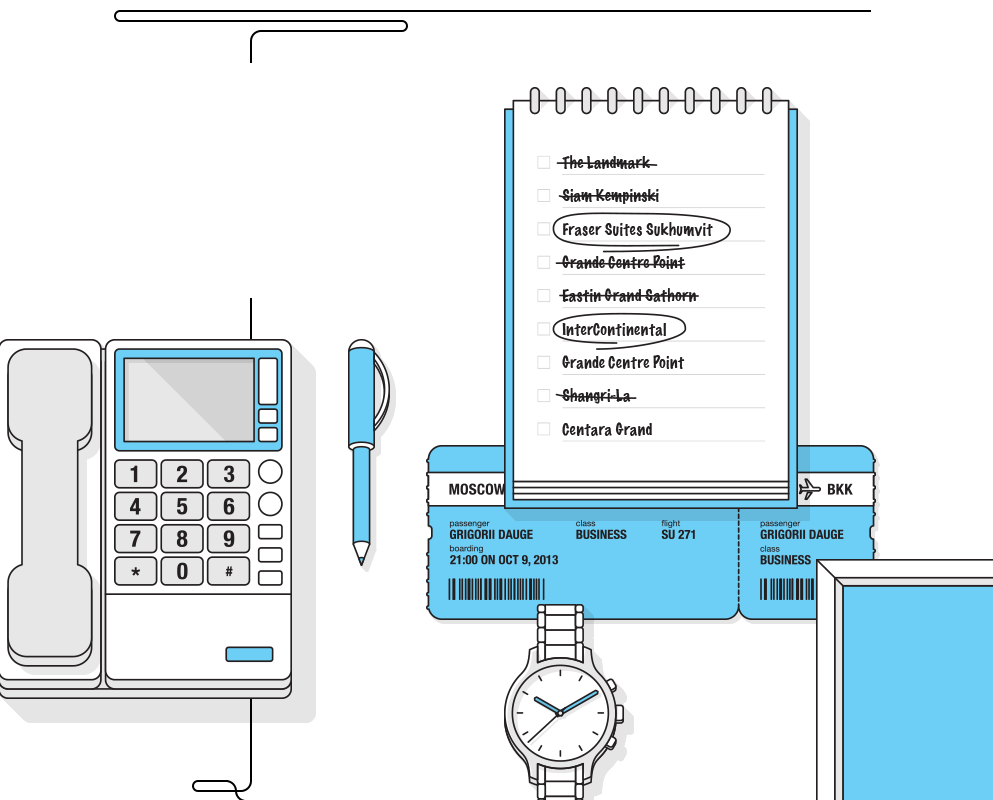 The Landmark
Siam Kempinski
Fraser Suites Sukhumvit
Grande Centre Point
Eastin Grand Sathorn
InterContinental
Grande Centre Point
Shangri-La
Centara Grand
MOSCOW BKK
passenger class flight passenger
GRIGORII DAUGE BUSINESS SU 271 GRIGORII DAUGE
boarding class
21:00 ON OCT 9, 2013 BUSINESS
1 2 3
4 5 6
7 8 9
* 0 #